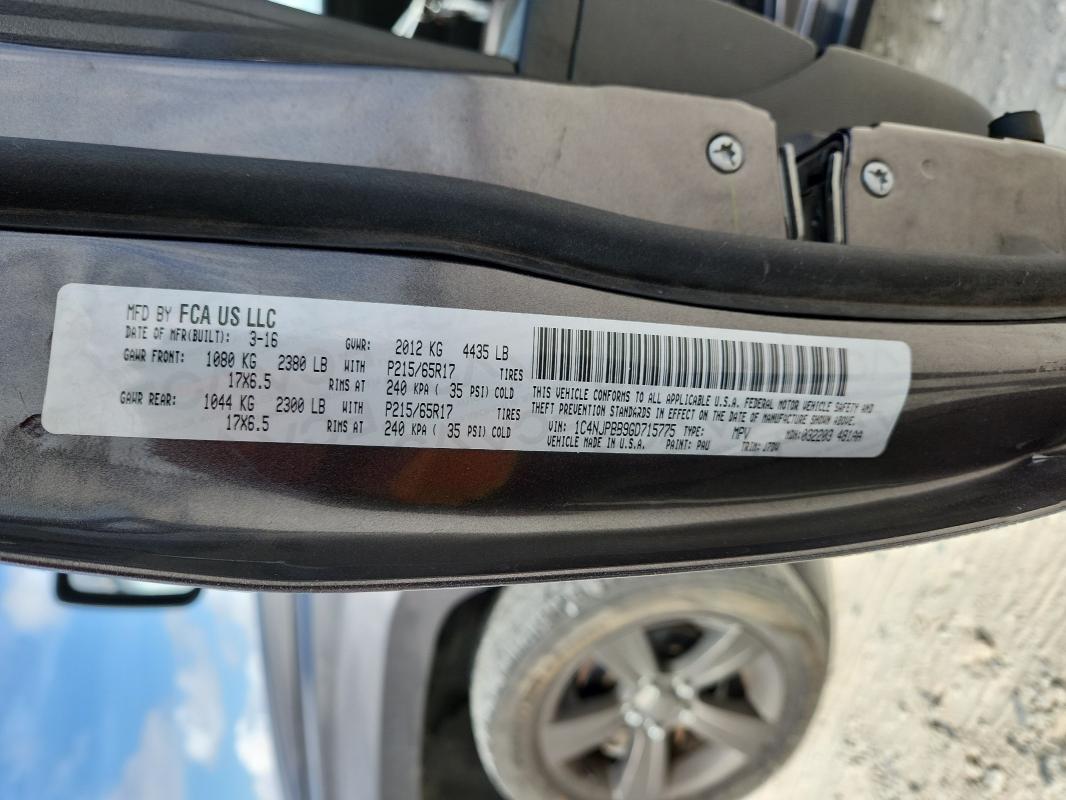 MFD BY FCA US LLC
DATE OF MFR(BUILT): 3-16 GVWR: 2012 KG 4435 LB
GAWR FRONT: 1080 KG 2380 LB WITH P215/65R17 TIRES
17X6.5 RIMS AT 240 KPA ( 35 PSI) COLD
GAWR REAR: 1044 KG 2300 LB WITH P215/65R17 TIRES
17X6.5 RIMS AT 240 KPA ( 35 PSI) COLD
THIS VEHICLE CONFORMS TO ALL APPLICABLE U.S.A. FEDERAL MOTOR VEHICLE SAFETY AND
THEFT PREVENTION STANDARDS IN EFFECT ON THE DATE OF MANUFACTURE SHOWN ABOVE.
VIN: 1C4NJPBB9GD715775 TYPE: MPV MDH:032203 481AA
VEHICLE MADE IN U.S.A. PAINT: PAU TRIM: